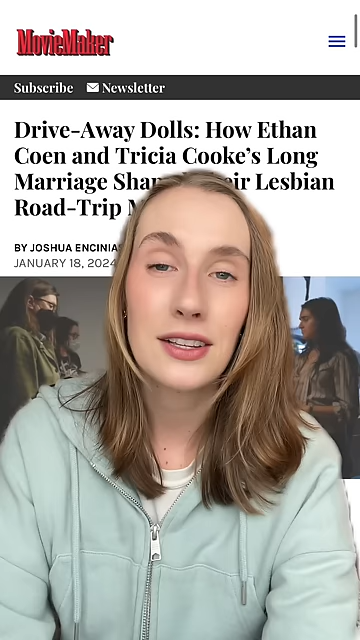 MovieMaker
Subscribe Newsletter
Drive-Away Dolls: How Ethan
Coen and Tricia Cooke’s Long
Marriage Lesbian
Road-Trip
BY JOSHUA
JANUARY 18, 2024